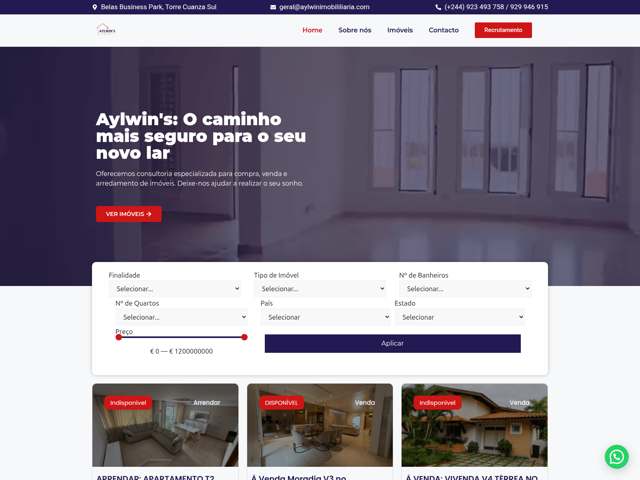 Belas Business Park, Torre Cuanza Sul
geral@aylwinimobililiaria.com
(+244) 923 493 758 / 929 946 915
AYLWIN'S
Home
Sobre nós
Imóveis
Contacto
Recrutamento
Aylwin's: O caminho
mais seguro para o seu
novo lar
Oferecemos consultoria especializada para compra, venda e
arredamento de imóveis. Deixe-nos ajudar a realizar o seu sonho.
VER IMÓVEIS
Finalidade
Tipo de Imóvel
Nº de Banheiros
Selecionar...
Selecionar...
Selecionar...
Nº de Quartos
País
Estado
Selecionar...
Selecionar
Selecionar
Preço
€ 0 — € 1200000000
Aplicar
Indisponível
Arrendar
DISPONÍVEL
Venda
Indisponível
Venda
ARRENDAR: APARTAMENTO T2
Á Venda Moradia V3 no
Á VENDA: VIVENDA V4 TÉRREA NO